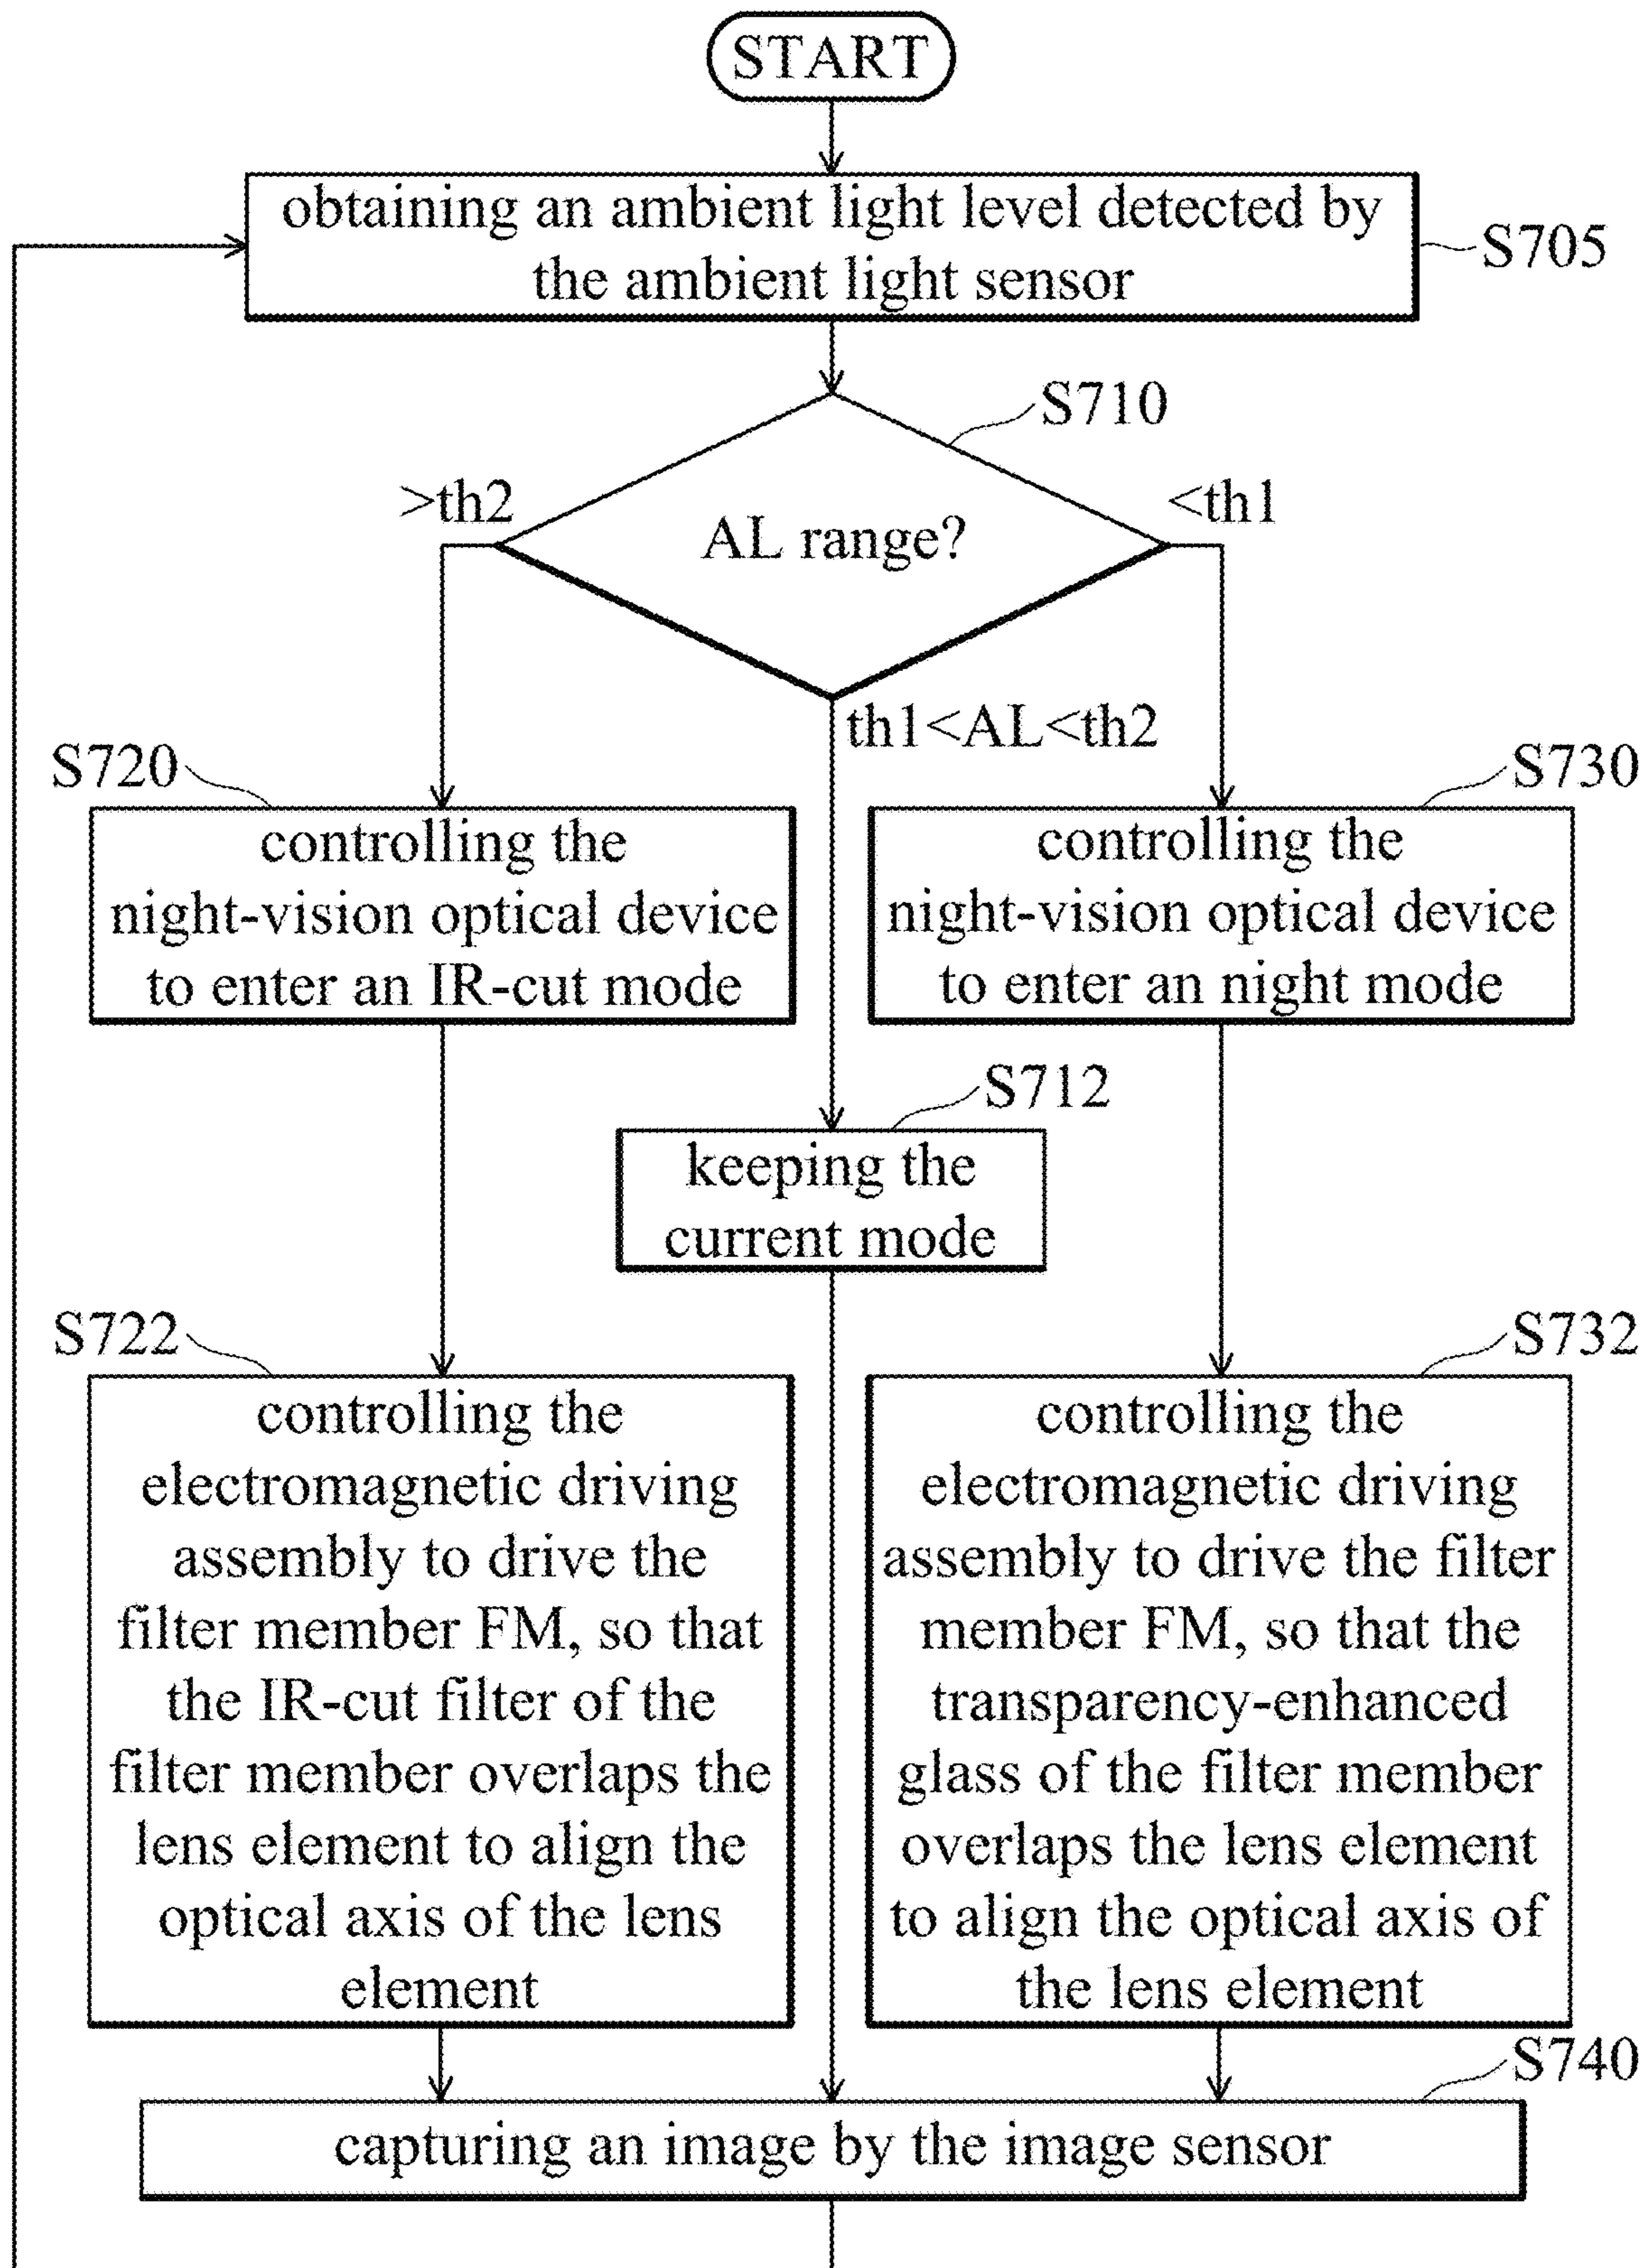 START
obtaining an ambient light level detected by
the ambient light sensor
S705
S710
>th2
AL range?
<th1
th1<AL<th2
S720
controlling the
night-vision optical device
to enter an IR-cut mode
S730
controlling the
night-vision optical device
to enter an night mode
S712
keeping the
current mode
S722
controlling the
electromagnetic driving
assembly to drive the
filter member FM, so that
the IR-cut filter of the
filter member overlaps the
lens element to align the
optical axis of the lens
element
S732
controlling the
electromagnetic driving
assembly to drive the filter
member FM, so that the
transparency-enhanced
glass of the filter member
overlaps the lens element
to align the optical axis of
the lens element
S740
capturing an image by the image sensor